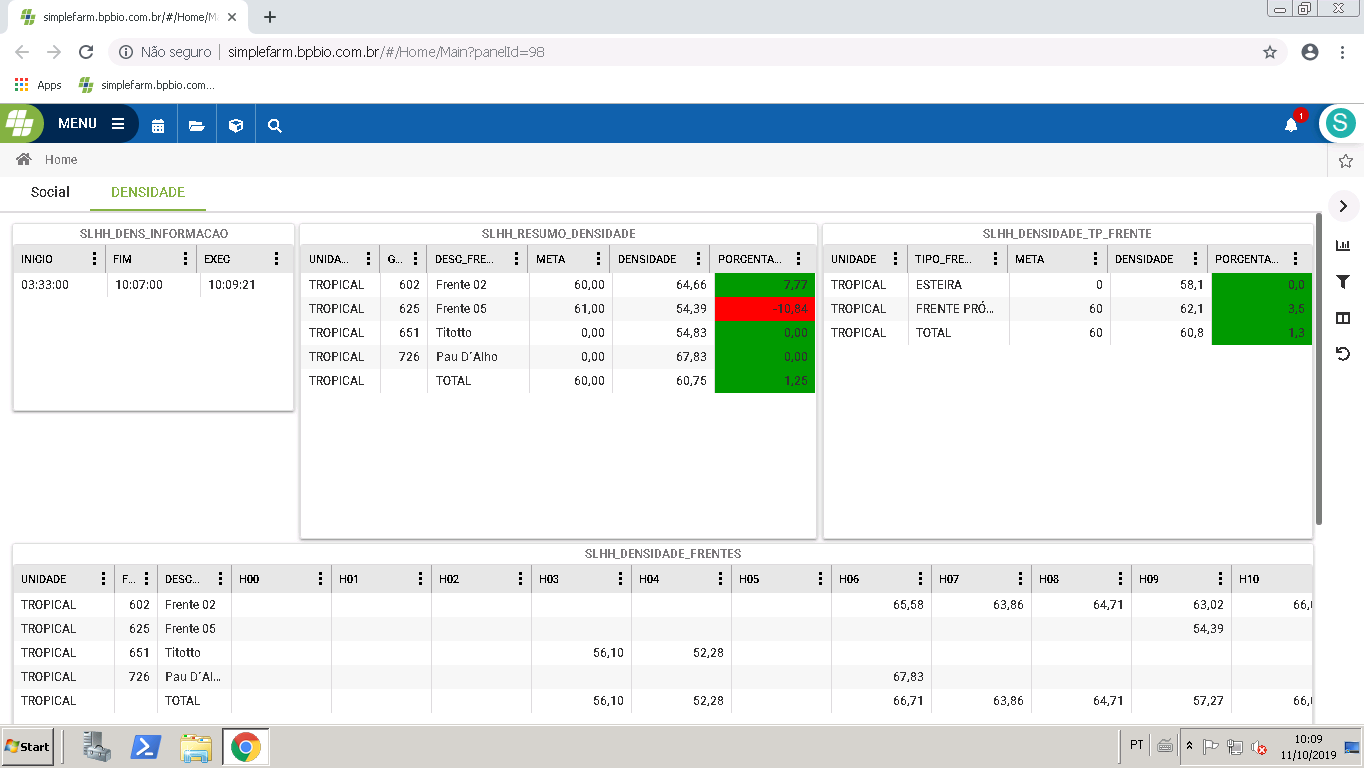 simplefarm.bpbio.com.br/#/Home/M
Não seguro simplefarm.bpbio.com.br/#/Home/Main?panelId=98
Apps simplefarm.bpbio.com...
MENU 1 S
Home
Social DENSIDADE
SLHH_DENS_INFORMACAO
INICIO FIM EXEC
03:33:00 10:07:00 10:09:21
SLHH_RESUMO_DENSIDADE
UNIDA... G... DESC_FRE... META DENSIDADE PORCENTA...
TROPICAL 602 Frente 02 60,00 64,66 7,77
TROPICAL 625 Frente 05 61,00 54,39 -10,84
TROPICAL 651 Titotto 0,00 54,83 0,00
TROPICAL 726 Pau D´Alho 0,00 67,83 0,00
TROPICAL TOTAL 60,00 60,75 1,25
SLHH_DENSIDADE_TP_FRENTE
UNIDADE TIPO_FRE... META DENSIDADE PORCENTA...
TROPICAL ESTEIRA 0 58,1 0,0
TROPICAL FRENTE PRÓ... 60 62,1 3,5
TROPICAL TOTAL 60 60,8 1,3
SLHH_DENSIDADE_FRENTES
UNIDADE F... DESC... H00 H01 H02 H03 H04 H05 H06 H07 H08 H09 H10
TROPICAL 602 Frente 02 65,58 63,86 64,71 63,02 66,
TROPICAL 625 Frente 05 54,39
TROPICAL 651 Titotto 56,10 52,28
TROPICAL 726 Pau D´Al... 67,83
TROPICAL TOTAL 56,10 52,28 66,71 63,86 64,71 57,27 66,
Start PT 10:09
11/10/2019